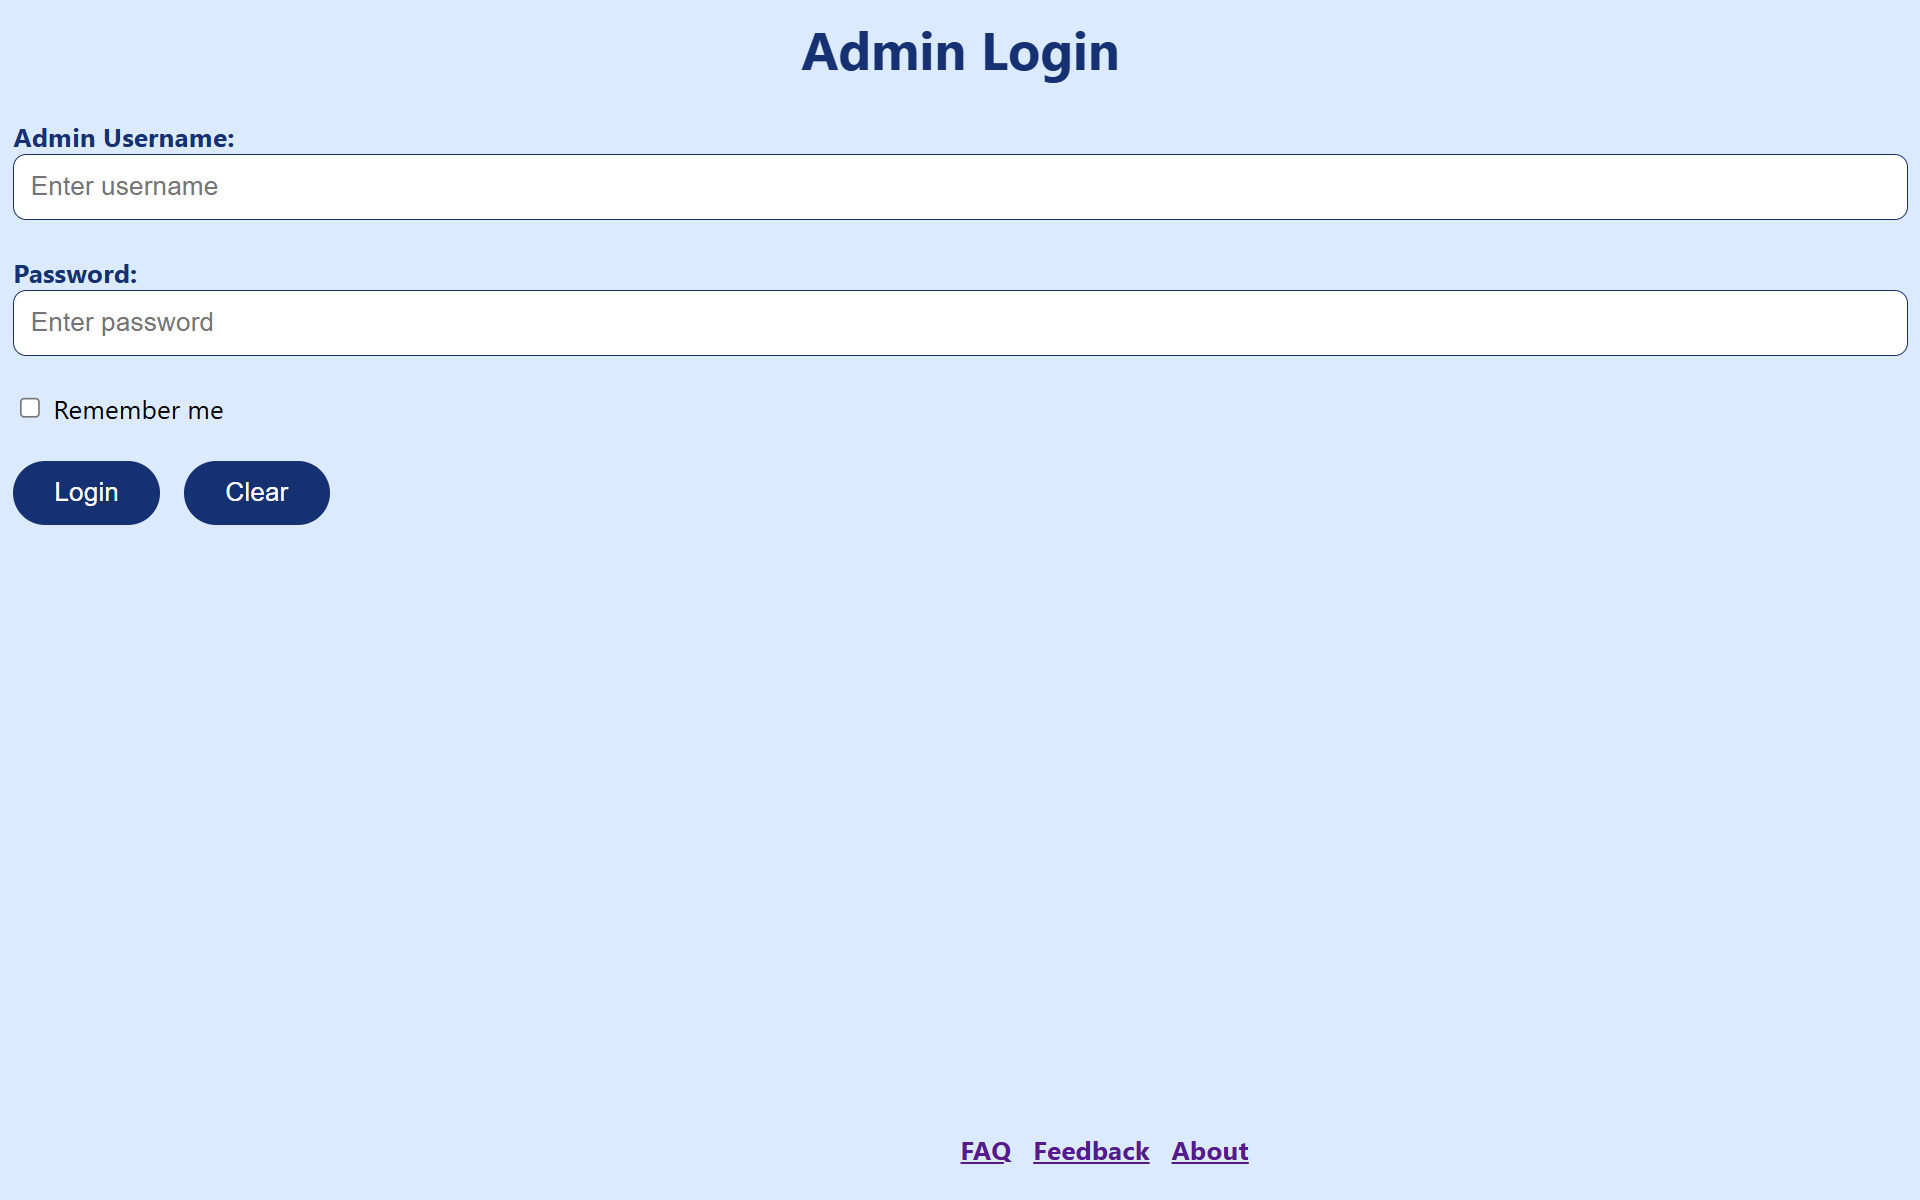 Admin Login
Admin Username:
Enter username
Password:
Enter password
Remember me
Login Clear
FAQ Feedback About